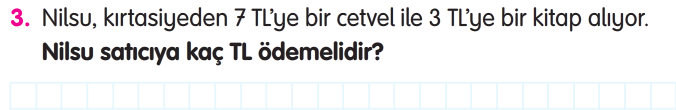 3. Nilsu, kırtasiyeden 7 TL'ye bir cetvel ile 3 TL'ye bir kitap alıyor.
Nilsu satıcıya kaç TL ödemelidir?